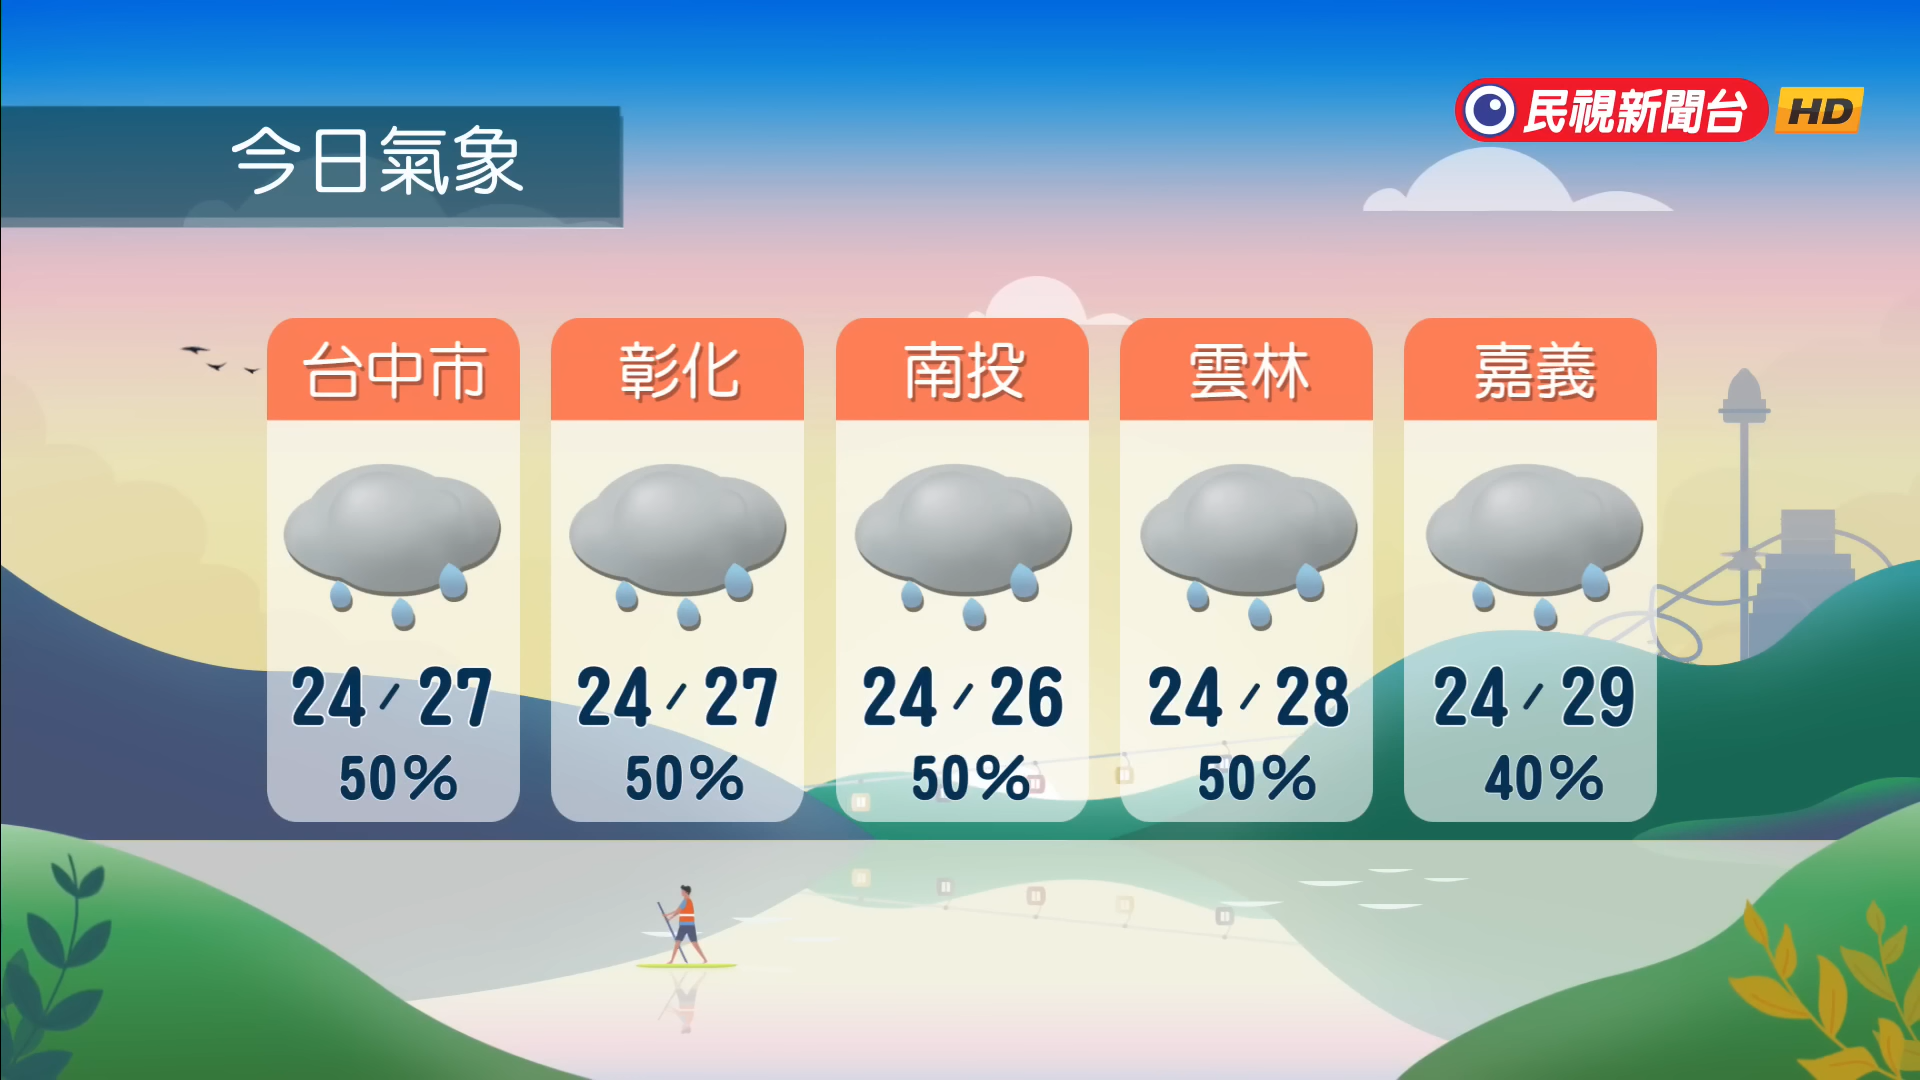 民視新聞台 HD
今日氣象
台中市 彰化 南投 雲林 嘉義
24/27 24/27 24/26 24/28 24/29
50% 50% 50% 50% 40%